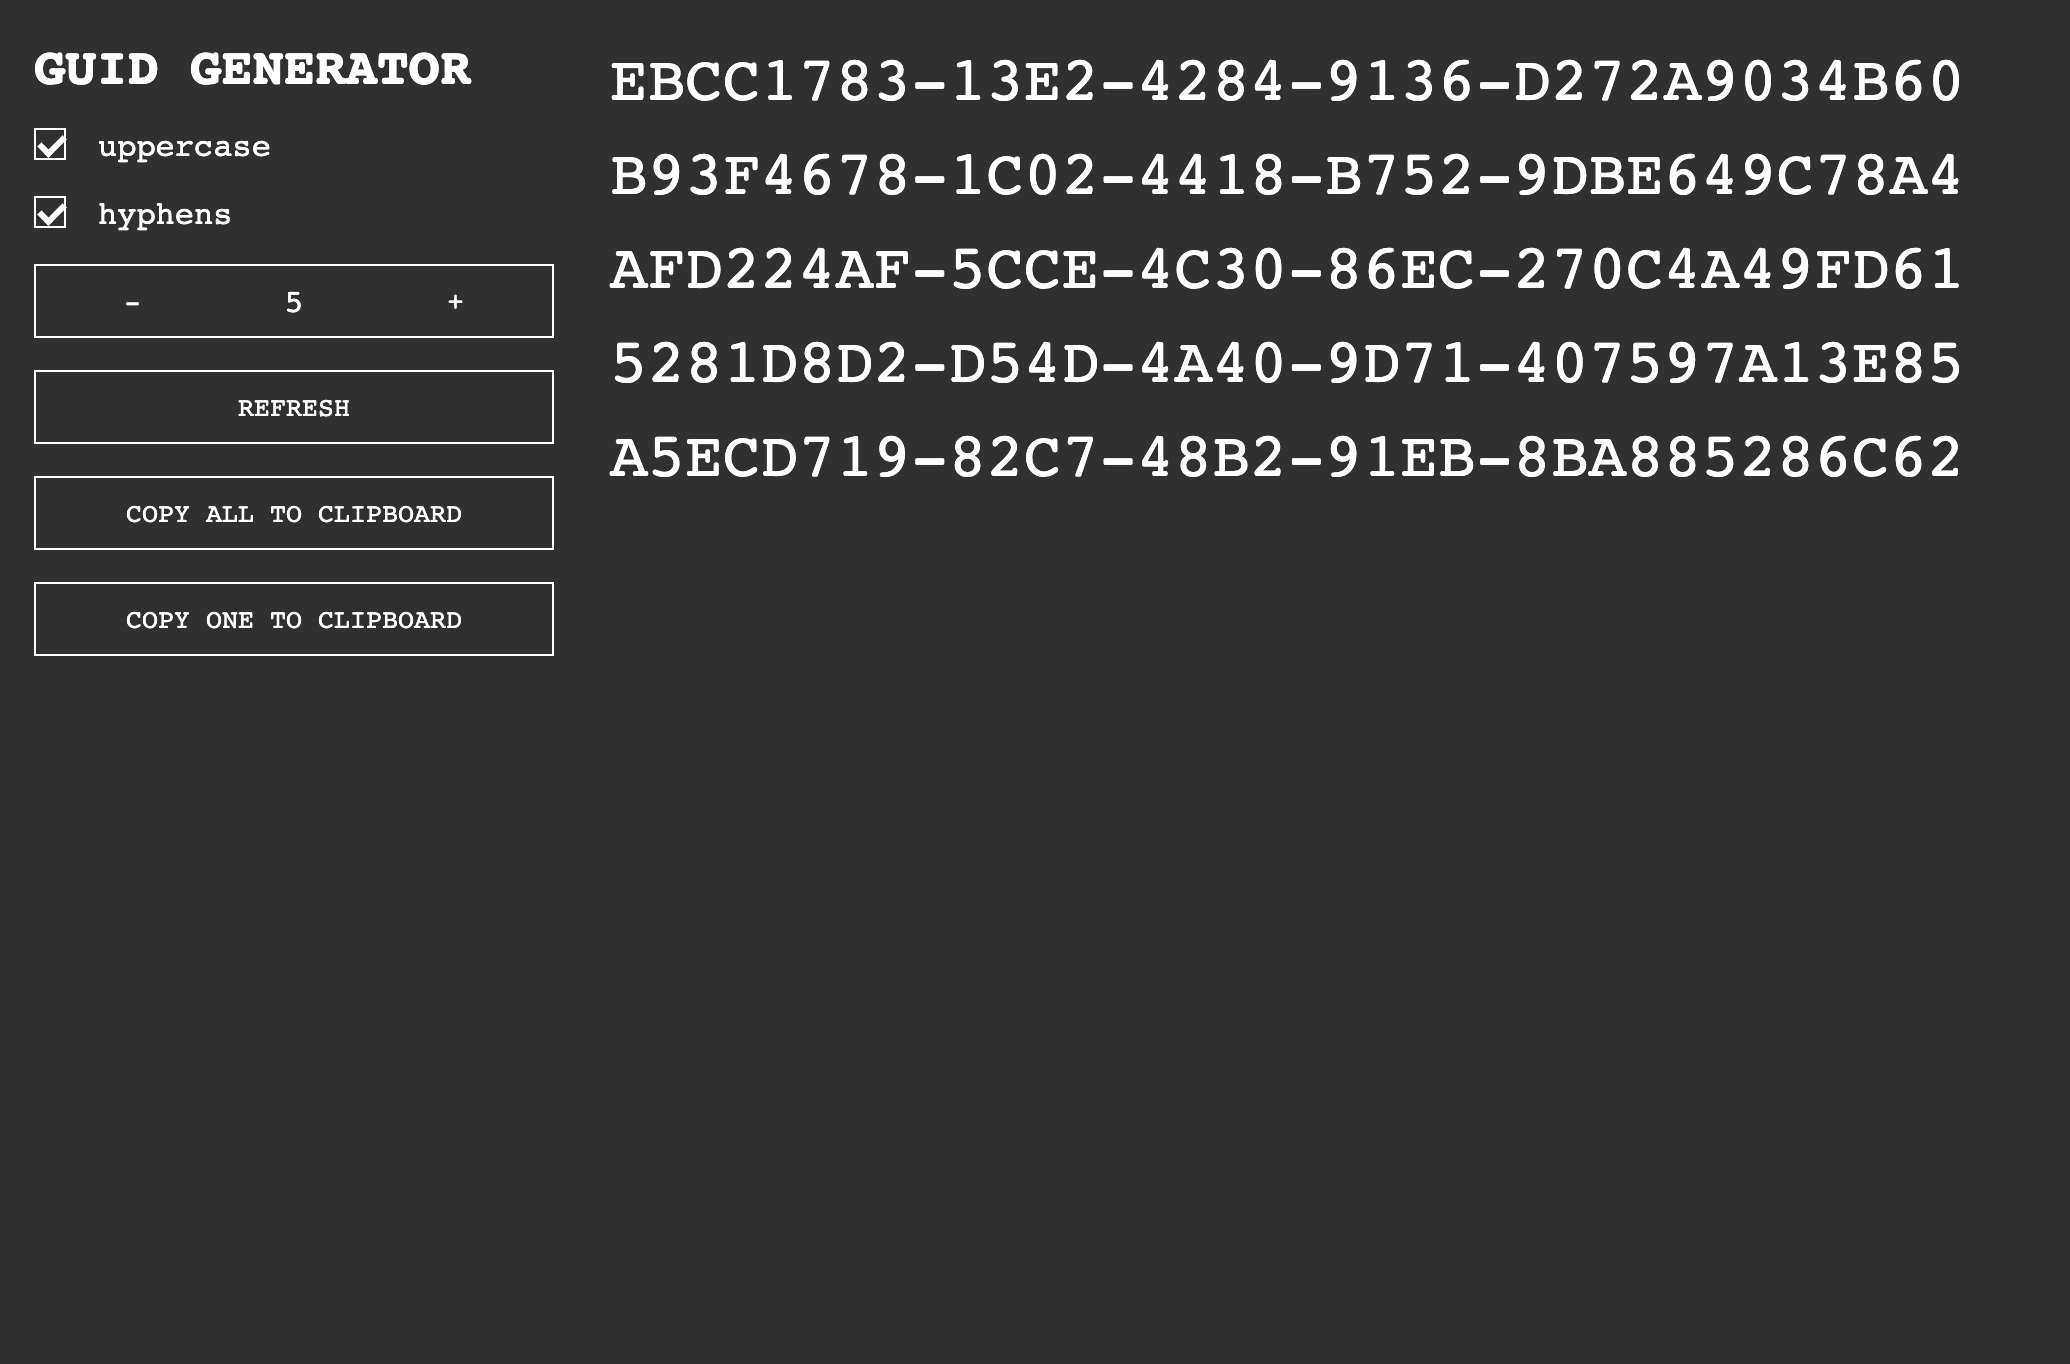 GUID GENERATOR
uppercase
hyphens
- 5 +
REFRESH
COPY ALL TO CLIPBOARD
COPY ONE TO CLIPBOARD
EBCC1783-13E2-4284-9136-D272A9034B60
B93F4678-1C02-4418-B752-9DBE649C78A4
AFD224AF-5CCE-4C30-86EC-270C4A49FD61
5281D8D2-D54D-4A40-9D71-407597A13E85
A5ECD719-82C7-48B2-91EB-8BA885286C62